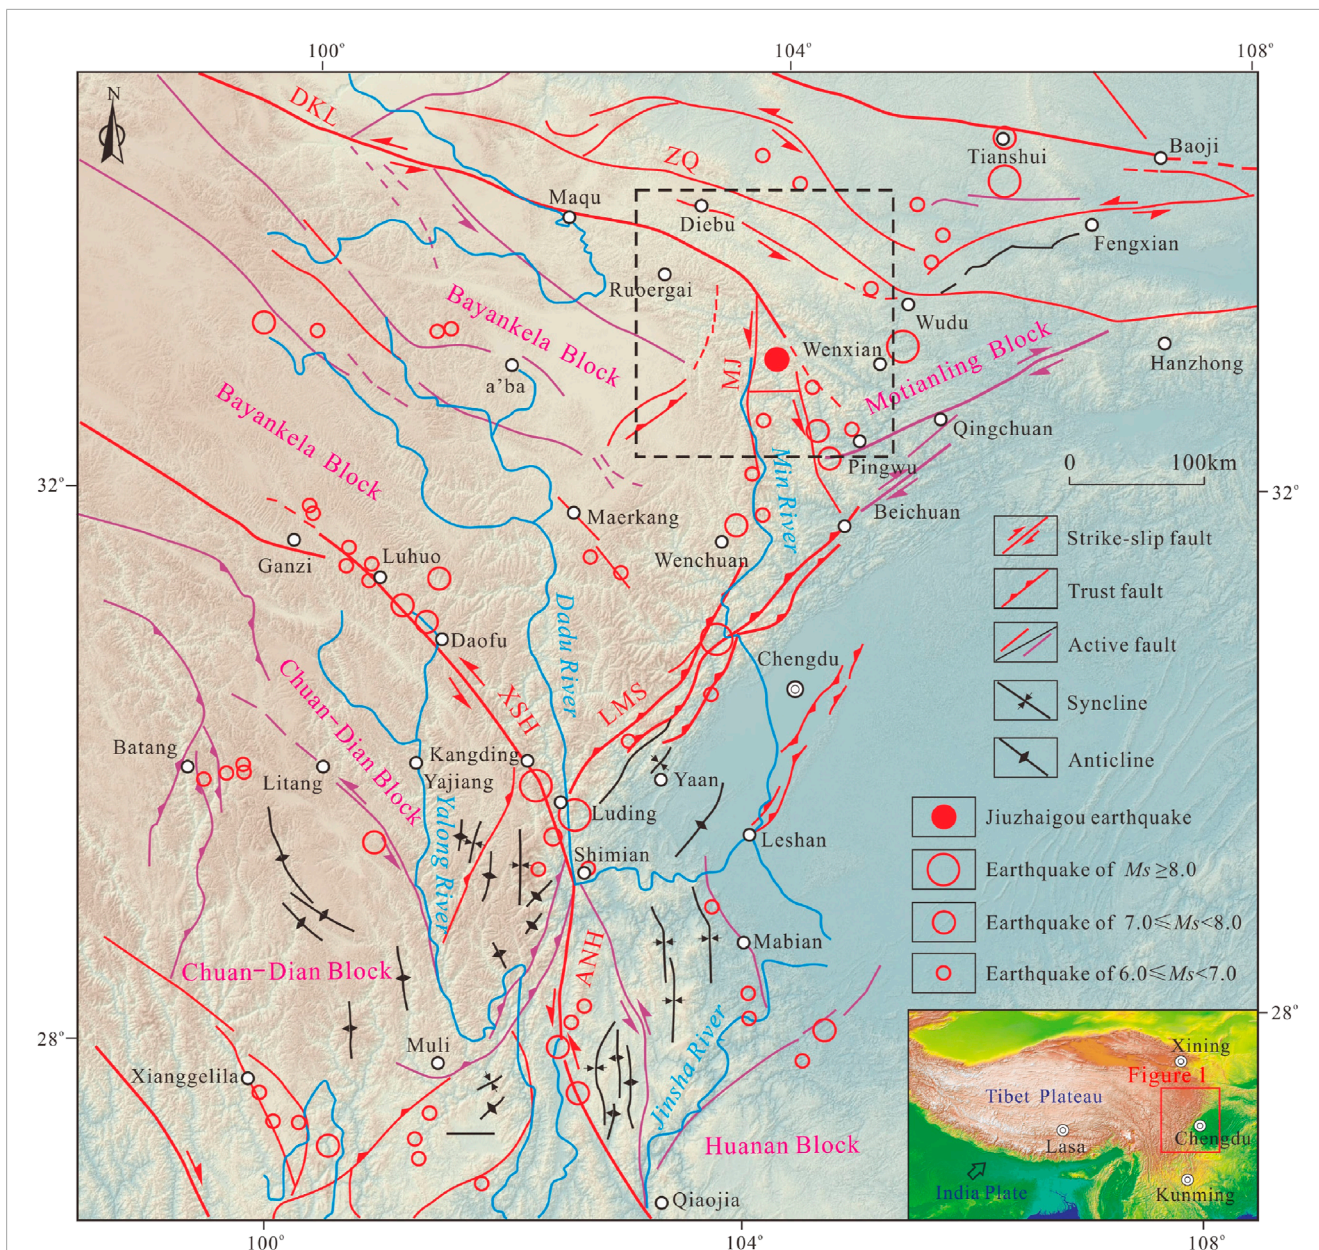 100°
104°
108°
N
DKL
ZQ
Tianshui
Baoji
Maqu
Diebu
Fengxian
Ruoergai
Bayankela Block
Wudu
Wenxian
Motianling Block
Hanzhong
MJ
a'ba
Bayankela Block
Qingchuan
Pingwu
0
100km
32°
32°
Min River
Maerkang
Beichuan
Wenchuan
Strike-slip fault
Ganzi
Luhuo
Trust fault
Daofu
Dadu River
Active fault
Chengdu
Chuan-Dian Block
XSH
LMS
Syncline
Batang
Litang
Kangding
Yajiang
Yaan
Anticline
Yalong River
Luding
Leshan
Jiuzhaigou earthquake
Shimian
Earthquake of Ms ≥8.0
Earthquake of 7.0≤Ms<8.0
Mabian
ANH
Chuan-Dian Block
Earthquake of 6.0≤Ms<7.0
28°
28°
Muli
Jinsha River
Xianggelila
Huanan Block
Qiaojia
Xining
Figure 1
Tibet Plateau
Lasa
Chengdu
India Plate
Kunming
100°
104°
108°